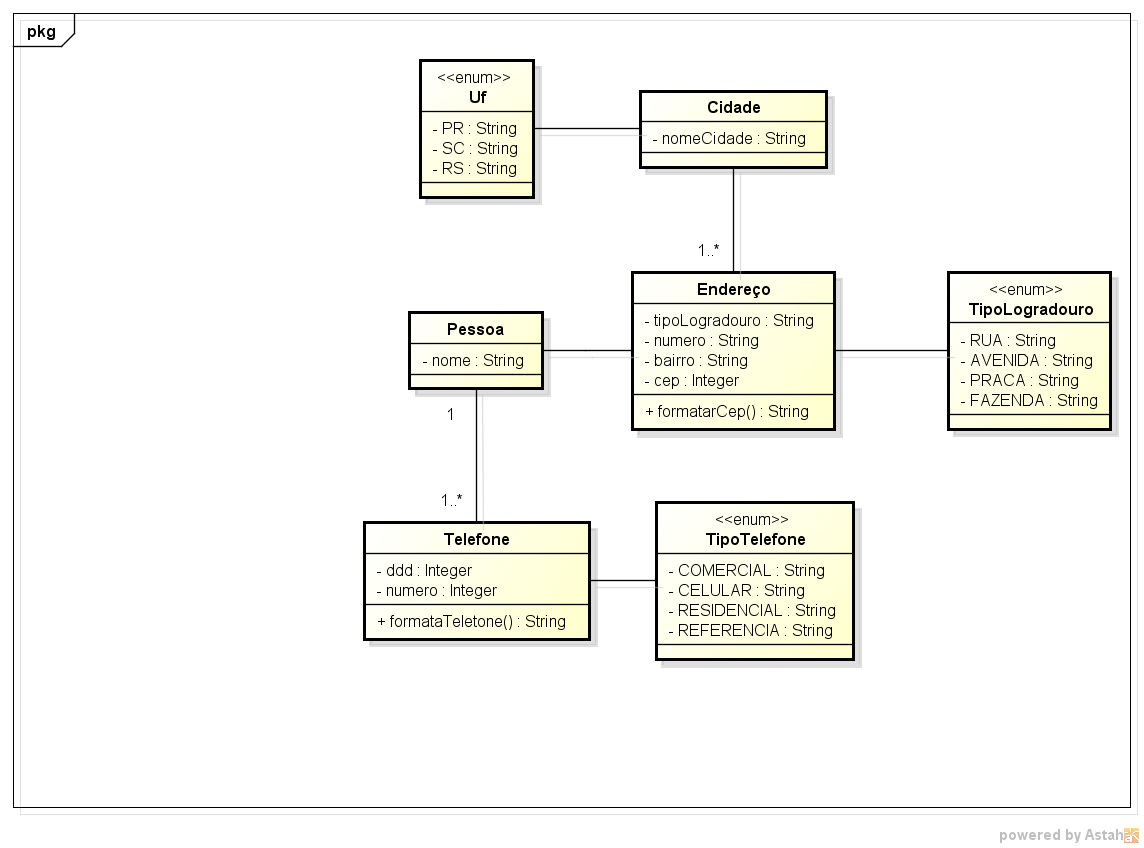 pkg
<<enum>>
Uf
- PR : String
- SC : String
- RS : String
Cidade
- nomeCidade : String
1..*
Endereço
- tipoLogradouro : String
- numero : String
- bairro : String
- cep : Integer
+ formatarCep() : String
<<enum>>
TipoLogradouro
- RUA : String
- AVENIDA : String
- PRACA : String
- FAZENDA : String
Pessoa
- nome : String
1
1..*
Telefone
- ddd : Integer
- numero : Integer
+ formataTeletone() : String
<<enum>>
TipoTelefone
- COMERCIAL : String
- CELULAR : String
- RESIDENCIAL : String
- REFERENCIA : String
powered by Astah